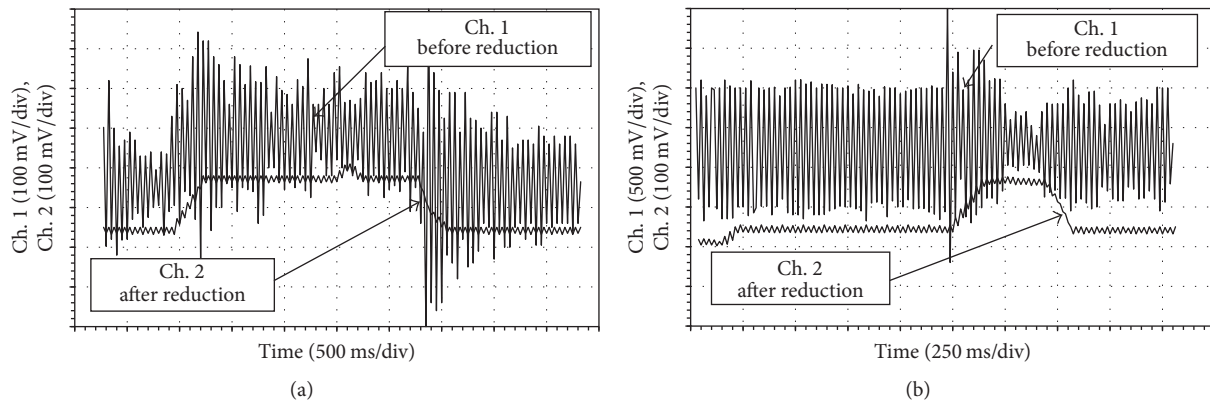 Ch. 1 (100 mV/div),
Ch. 2 (100 mV/div)
Ch. 1
before reduction
Ch. 2
after reduction
Time (500 ms/div)
(a)
Ch. 1 (500 mV/div)
Ch. 2 (100 mV/div)
Ch. 1
before reduction
Ch. 2
after reduction
Time (250 ms/div)
(b)